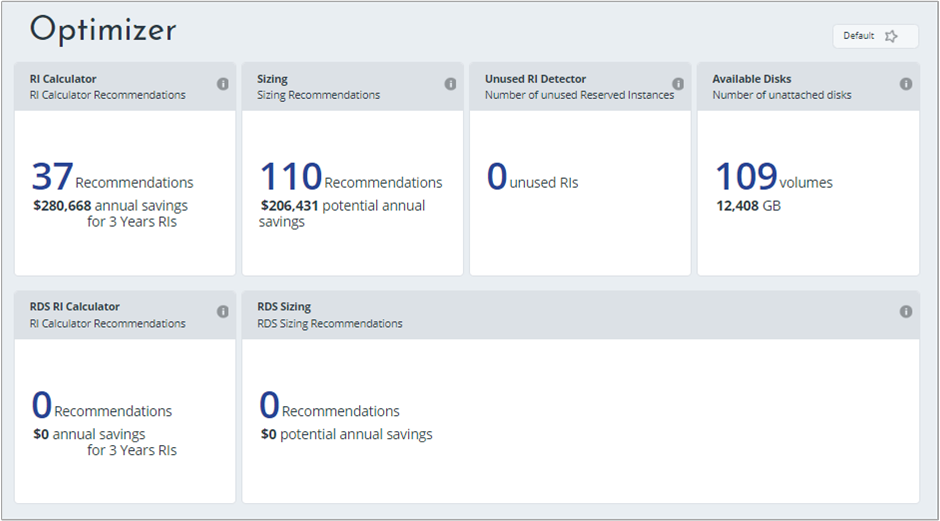 Optimizer
Default
RI Calculator
RI Calculator Recommendations
Sizing
Sizing Recommendations
Unused RI Detector
Number of unused Reserved Instances
Available Disks
Number of unattached disks
37 Recommendations
$280,668 annual savings
for 3 Years RIs
110 Recommendations
$206,431 potential annual
savings
0 unused RIs
109 volumes
12,408 GB
RDS RI Calculator
RI Calculator Recommendations
RDS Sizing
RDS Sizing Recommendations
0 Recommendations
$0 annual savings
for 3 Years RIs
0 Recommendations
$0 potential annual savings